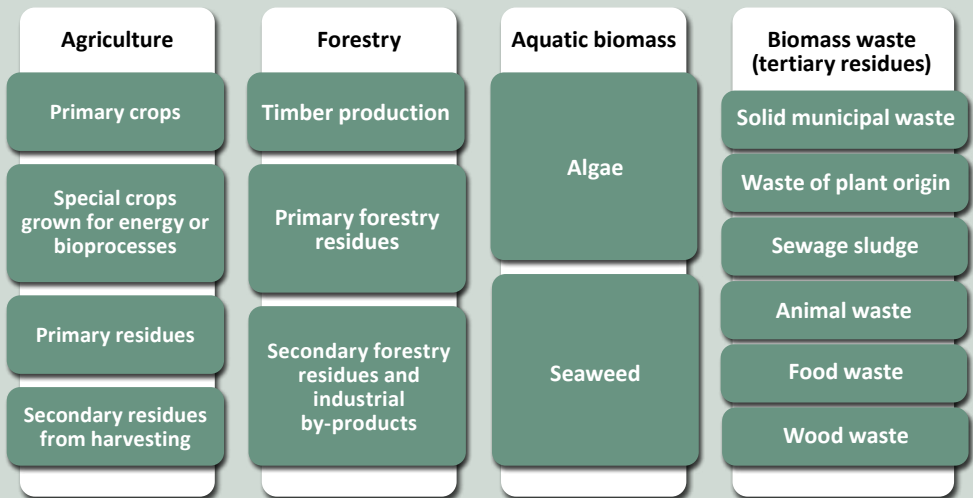 Agriculture
Primary crops
Special crops
grown for energy or
bioprocesses
Primary residues
Secondary residues
from harvesting
Forestry
Timber production
Primary forestry
residues
Secondary forestry
residues and
industrial
by-products
Aquatic biomass
Algae
Seaweed
Biomass waste
(tertiary residues)
Solid municipal waste
Waste of plant origin
Sewage sludge
Animal waste
Food waste
Wood waste